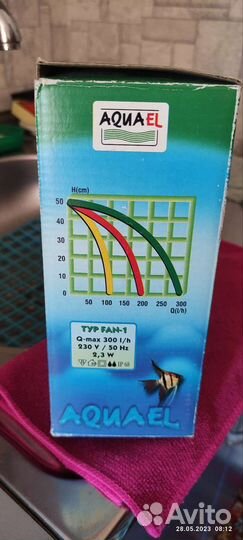 AQUAEL
H(cm)
50
40
30
20
10
0
50 100 150 200 250 300
Q(l/h)
TYP FAN-1
Q-max 300 l/h
230 V / 50 Hz
2,3 W
IP 68
AQUAEL
Avito
28.05.2023 08:12